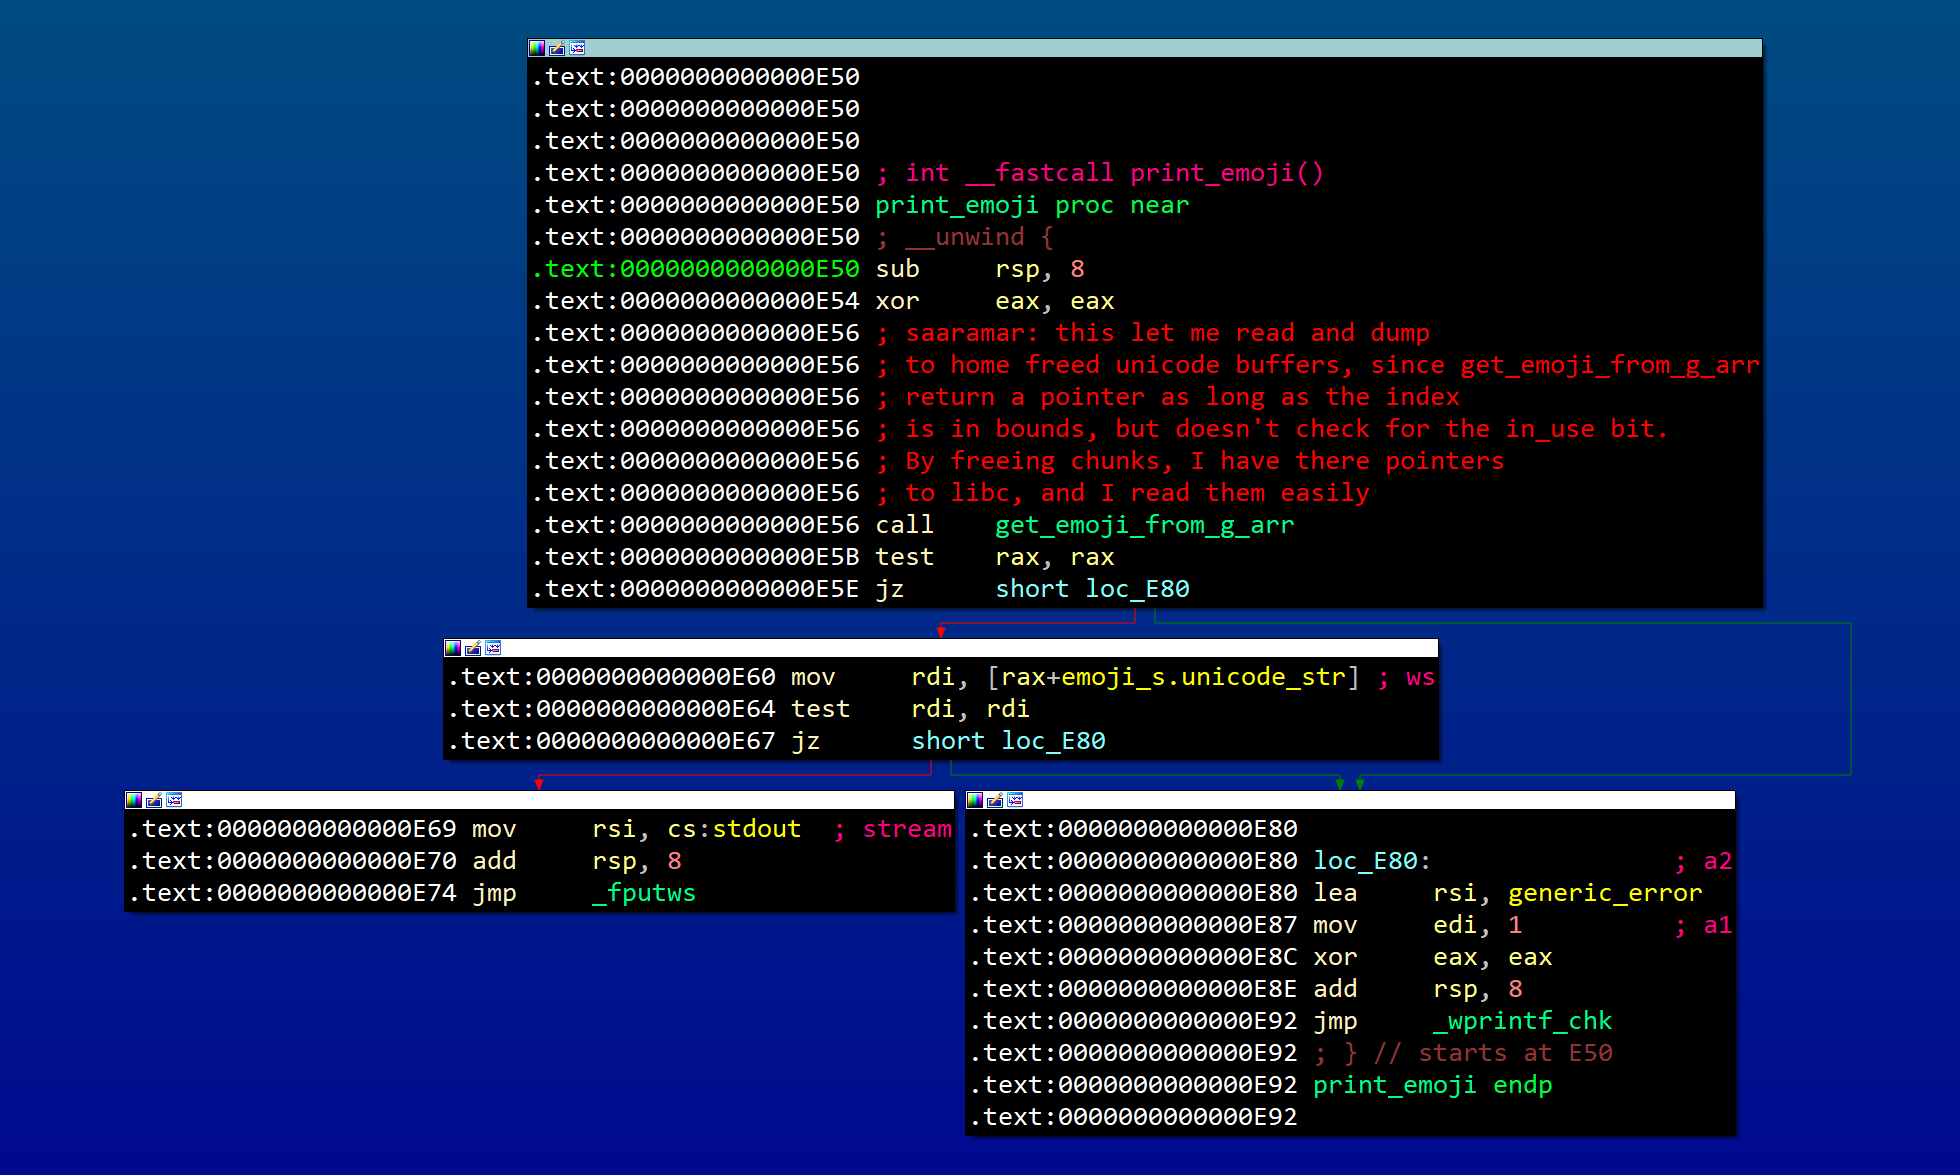 .text:0000000000000E50
.text:0000000000000E50
.text:0000000000000E50
.text:0000000000000E50 ; int __fastcall print_emoji()
.text:0000000000000E50 print_emoji proc near
.text:0000000000000E50 ; __unwind {
.text:0000000000000E50 sub     rsp, 8
.text:0000000000000E54 xor     eax, eax
.text:0000000000000E56 ; saaramar: this let me read and dump
.text:0000000000000E56 ; to home freed unicode buffers, since get_emoji_from_g_arr
.text:0000000000000E56 ; return a pointer as long as the index
.text:0000000000000E56 ; is in bounds, but doesn't check for the in_use bit.
.text:0000000000000E56 ; By freeing chunks, I have there pointers
.text:0000000000000E56 ; to libc, and I read them easily
.text:0000000000000E56 call    get_emoji_from_g_arr
.text:0000000000000E5B test    rax, rax
.text:0000000000000E5E jz      short loc_E80
.text:0000000000000E60 mov     rdi, [rax+emoji_s.unicode_str] ; ws
.text:0000000000000E64 test    rdi, rdi
.text:0000000000000E67 jz      short loc_E80
.text:0000000000000E69 mov     rsi, cs:stdout  ; stream
.text:0000000000000E70 add     rsp, 8
.text:0000000000000E74 jmp     _fputws
.text:0000000000000E80
.text:0000000000000E80 loc_E80:                ; a2
.text:0000000000000E80 lea     rsi, generic_error
.text:0000000000000E87 mov     edi, 1          ; a1
.text:0000000000000E8C xor     eax, eax
.text:0000000000000E8E add     rsp, 8
.text:0000000000000E92 jmp     _wprintf_chk
.text:0000000000000E92 ; } // starts at E50
.text:0000000000000E92 print_emoji endp
.text:0000000000000E92